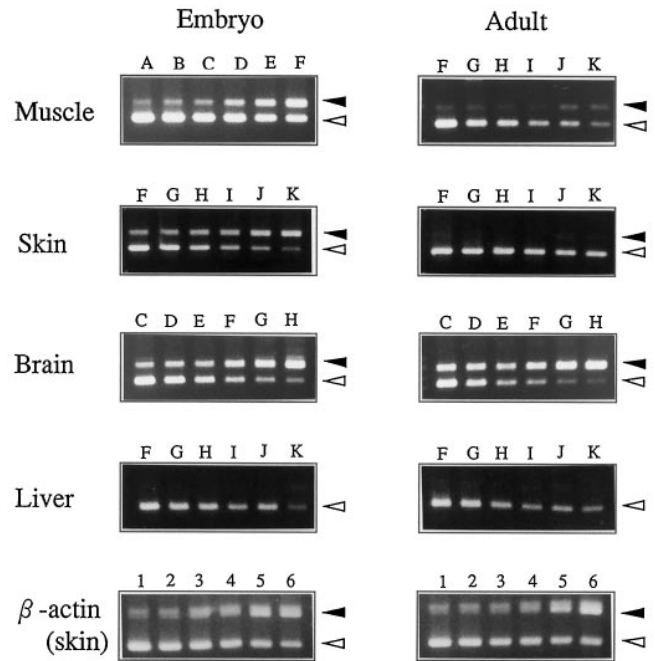 Embryo Adult
A B C D E F F G H I J K
Muscle
F G H I J K F G H I J K
Skin
C D E F G H C D E F G H
Brain
F G H I J K F G H I J K
Liver
1 2 3 4 5 6 1 2 3 4 5 6
β-actin
(skin)